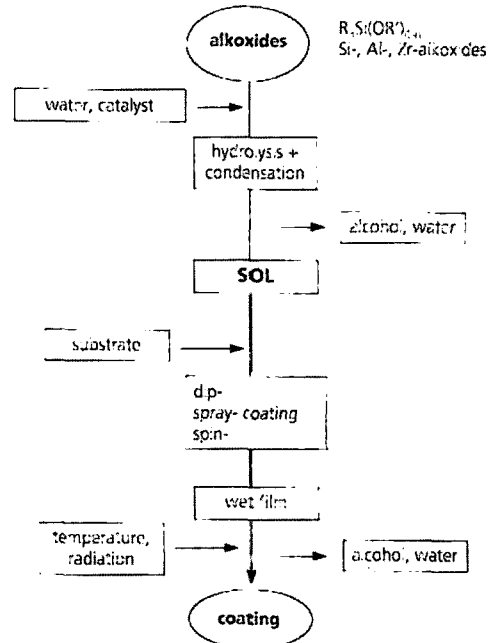 alkoxides
RₙSi(OR')₄₋ₙ
Si-, Al-, Zr-alkoxides
water, catalyst
hydrolysis +
condensation
alcohol, water
SOL
substrate
dip-
spray- coating
spin-
wet film
temperature,
radiation
alcohol, water
coating